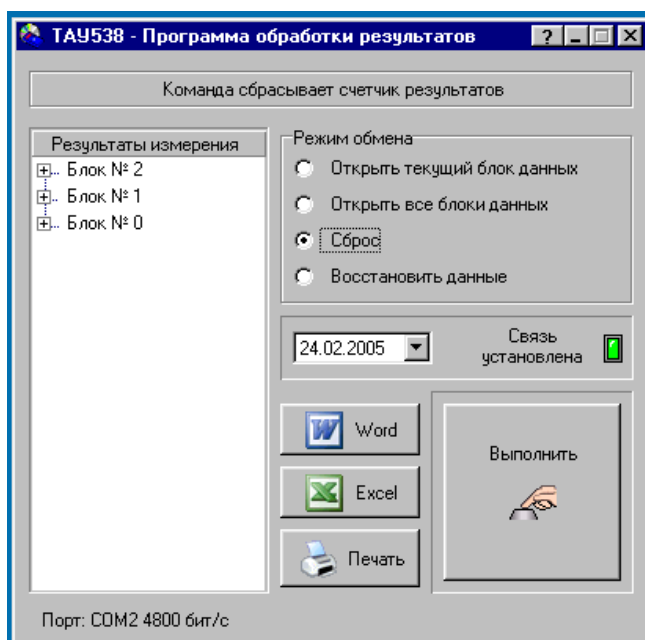 ТАУ538 - Программа обработки результатов
Команда сбрасывает счетчик результатов
Результаты измерения
Блок № 2
Блок № 1
Блок № 0
Режим обмена
Открыть текущий блок данных
Открыть все блоки данных
Сброс
Восстановить данные
24.02.2005
Связь
установлена
Word
Excel
Печать
Выполнить
Порт: COM2 4800 бит/с